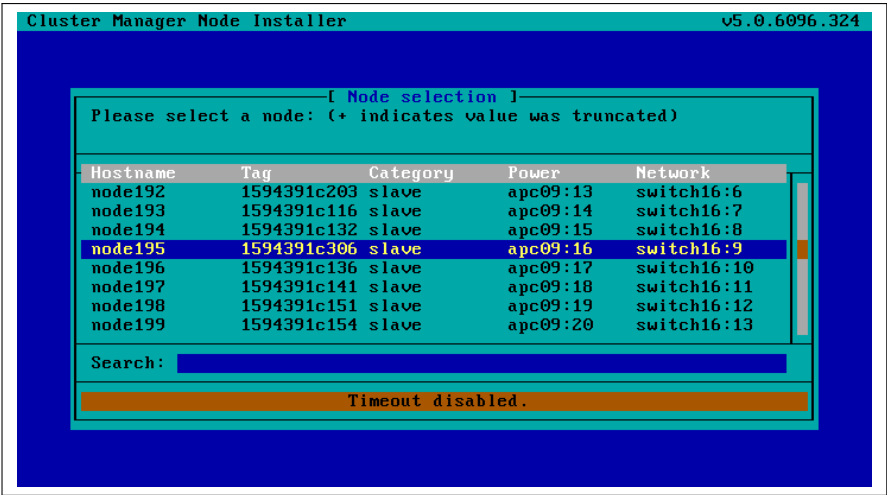 Cluster Manager Node Installer v5.0.6096.324
[ Node selection ]
Please select a node: (+ indicates value was truncated)
Hostname Tag Category Power Network
node192 1594391c203 slave apc09:13 switch16:6
node193 1594391c116 slave apc09:14 switch16:7
node194 1594391c132 slave apc09:15 switch16:8
node195 1594391c306 slave apc09:16 switch16:9
node196 1594391c136 slave apc09:17 switch16:10
node197 1594391c141 slave apc09:18 switch16:11
node198 1594391c151 slave apc09:19 switch16:12
node199 1594391c154 slave apc09:20 switch16:13
Search:
Timeout disabled.